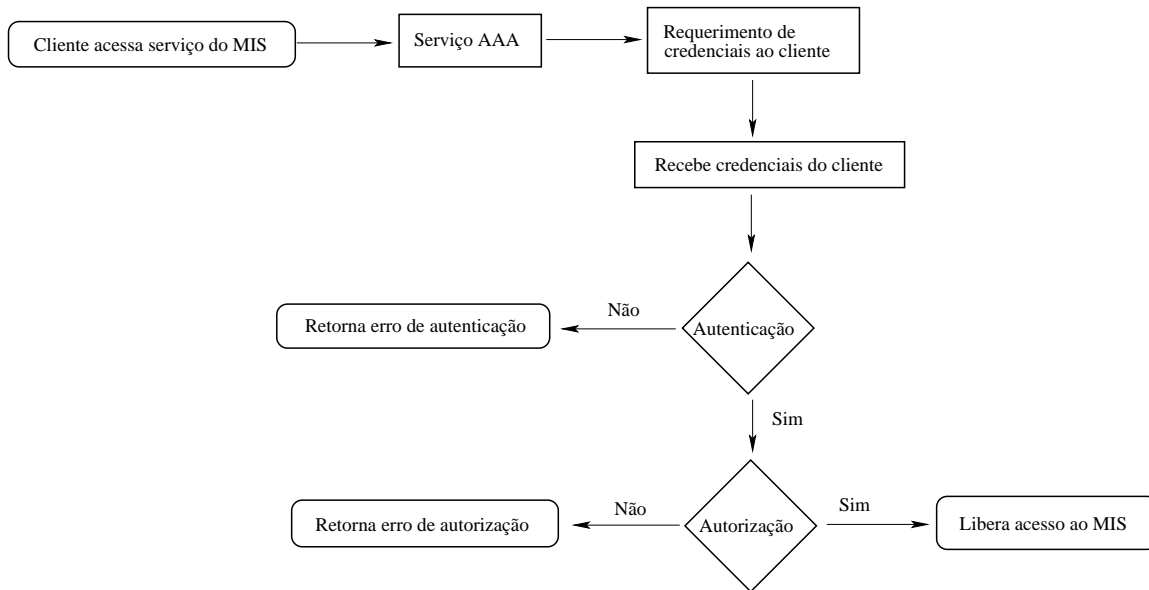 Cliente acessa serviço do MIS
Serviço AAA
Requerimento de
credenciais ao cliente
Recebe credenciais do cliente
Não
Retorna erro de autenticação
Autenticação
Sim
Não
Sim
Retorna erro de autorização
Autorização
Libera acesso ao MIS